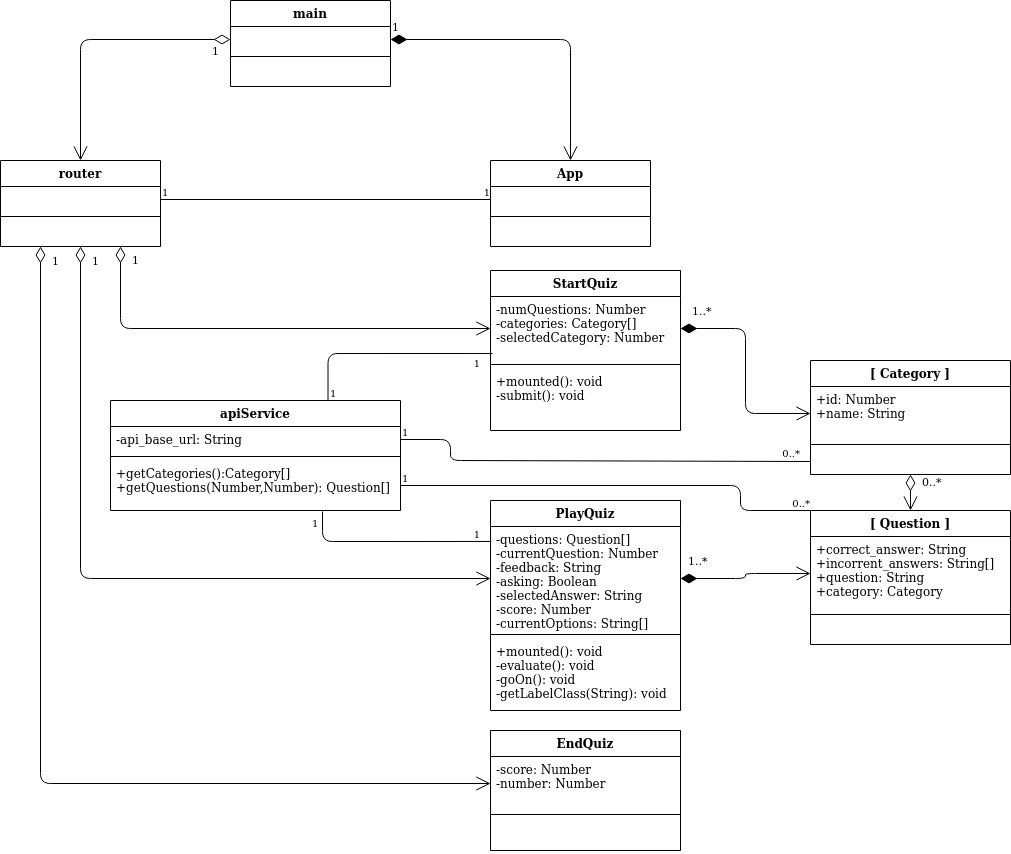 main
1
1
router
App
1
1
1
1
1
StartQuiz
-numQuestions: Number
-categories: Category[]
-selectedCategory: Number
+mounted(): void
-submit(): void
1..*
1
1
[ Category ]
+id: Number
+name: String
apiService
-api_base_url: String
+getCategories():Category[]
+getQuestions(Number,Number): Question[]
1
0..*
1
0..*
0..*
1
1
PlayQuiz
-questions: Question[]
-currentQuestion: Number
-feedback: String
-asking: Boolean
-selectedAnswer: String
-score: Number
-currentOptions: String[]
+mounted(): void
-evaluate(): void
-goOn(): void
-getLabelClass(String): void
1..*
[ Question ]
+correct_answer: String
+incorrent_answers: String[]
+question: String
+category: Category
EndQuiz
-score: Number
-number: Number